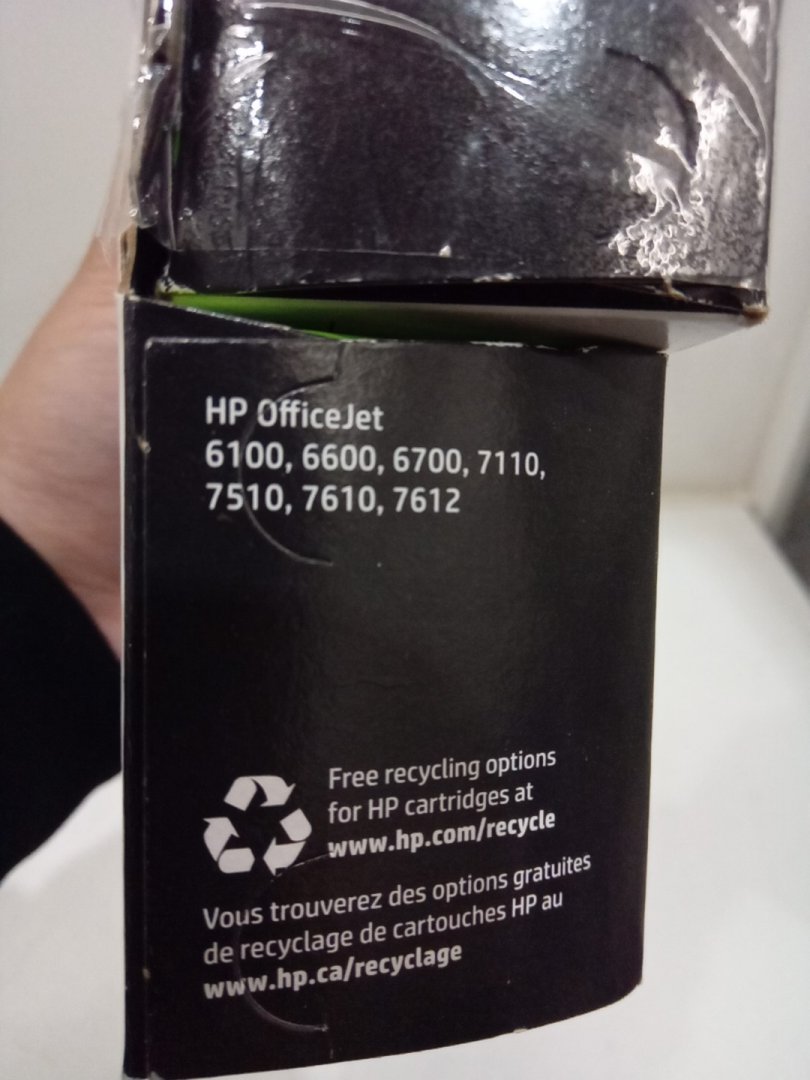 HP OfficeJet
6100, 6600, 6700, 7110,
7510, 7610, 7612
Free recycling options
for HP cartridges at
www.hp.com/recycle
Vous trouverez des options gratuites
de recyclage de cartouches HP au
www.hp.ca/recyclage